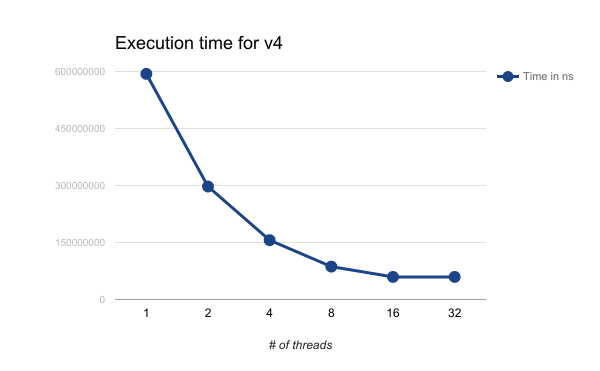 Execution time for v4
600000000
Time in ns
450000000
300000000
150000000
0
1 2 4 8 16 32
# of threads